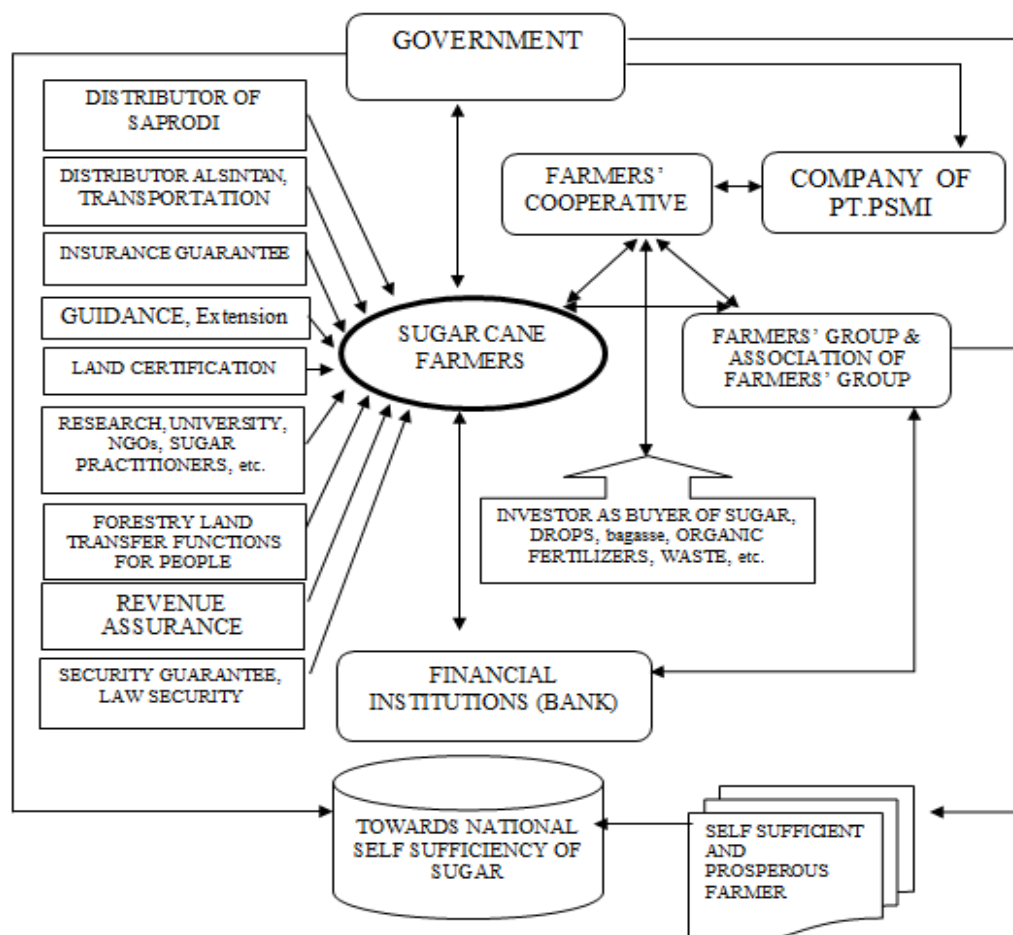 GOVERNMENT
DISTRIBUTOR OF
SAPRODI
DISTRIBUTOR ALSINTAN,
TRANSPORTATION
INSURANCE GUARANTEE
GUIDANCE, Extension
LAND CERTIFICATION
RESEARCH, UNIVERSITY,
NGOs, SUGAR
PRACTITIONERS, etc.
FORESTRY LAND
TRANSFER FUNCTIONS
FOR PEOPLE
REVENUE
ASSURANCE
SECURITY GUARANTEE,
LAW SECURITY
FARMERS’
COOPERATIVE
COMPANY OF
PT.PSMI
SUGAR CANE
FARMERS
FARMERS’ GROUP &
ASSOCIATION OF
FARMERS’ GROUP
INVESTOR AS BUYER OF SUGAR,
DROPS, bagasse, ORGANIC
FERTILIZERS, WASTE, etc.
FINANCIAL
INSTITUTIONS (BANK)
TOWARDS NATIONAL
SELF SUFFICIENCY OF
SUGAR
SELF SUFFICIENT
AND
PROSPEROUS
FARMER